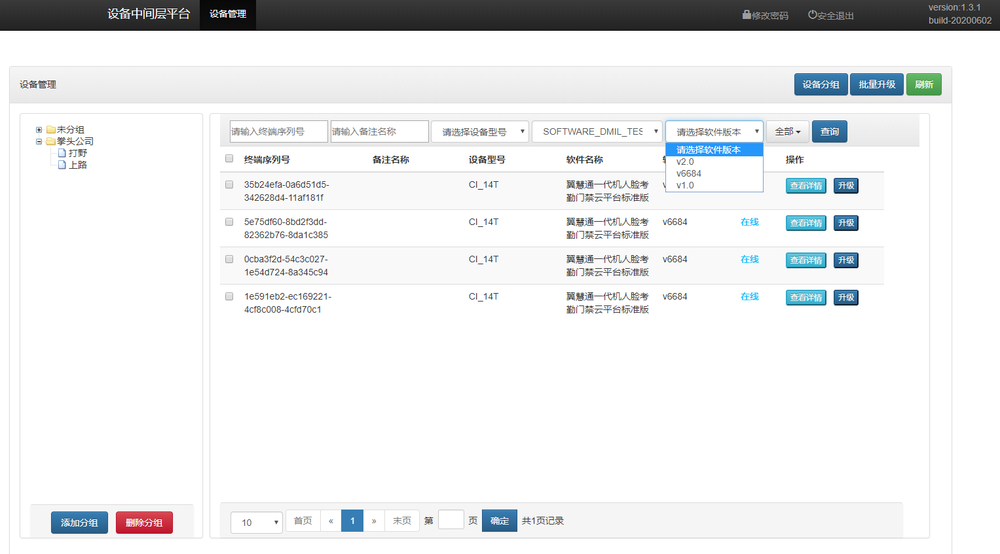 设备中间层平台
设备管理
修改密码
安全退出
version:1.3.1
build-20200602
设备管理
设备分组
批量升级
刷新
未分组
拳头公司
打野
上路
添加分组
删除分组
请输入终端序列号
请输入备注名称
请选择设备型号
SOFTWARE_DMIL_TES
请选择软件版本
全部
查询
请选择软件版本
v2.0
v6684
v1.0
终端序列号
备注名称
设备型号
软件名称
操作
35b24efa-0a6d51d5-
342628d4-11af181f
CI_14T
翼慧通一代机人脸考
勤门禁云平台标准版
查看详情
升级
5e75df60-8bd2f3dd-
82362b76-8da1c385
CI_14T
翼慧通一代机人脸考
勤门禁云平台标准版
v6684
在线
查看详情
升级
0cba3f2d-54c3c027-
1e54d724-8a345c94
CI_14T
翼慧通一代机人脸考
勤门禁云平台标准版
v6684
在线
查看详情
升级
1e591eb2-ec169221-
4cf8c008-4cfd70c1
CI_14T
翼慧通一代机人脸考
勤门禁云平台标准版
v6684
在线
查看详情
升级
10
首页
«
1
»
末页
第
页
确定
共1页记录